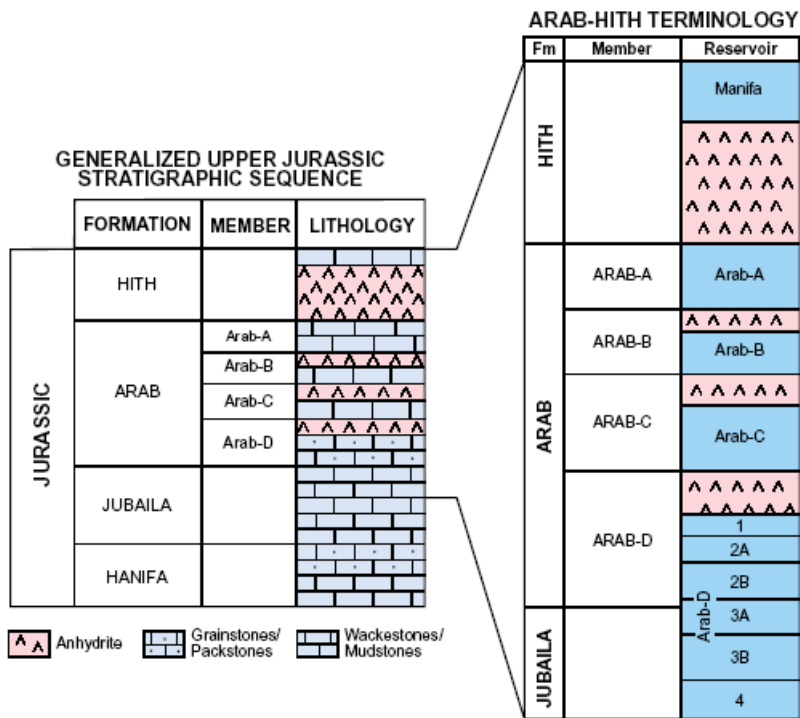 ARAB-HITH TERMINOLOGY
Fm Member Reservoir
HITH
Manifa
ARAB
ARAB-A Arab-A
ARAB-B Arab-B
ARAB-C Arab-C
ARAB-D
Arab-D
1
2A
2B
3A
3B
4
JUBAILA
GENERALIZED UPPER JURASSIC
STRATIGRAPHIC SEQUENCE
FORMATION MEMBER LITHOLOGY
JURASSIC
HITH
ARAB
Arab-A
Arab-B
Arab-C
Arab-D
JUBAILA
HANIFA
Anhydrite
Grainstones/
Packstones
Wackestones/
Mudstones